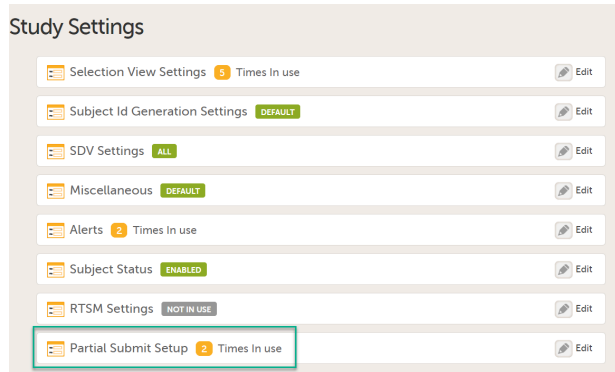 Study Settings
Selection View Settings 5 Times In use Edit
Subject Id Generation Settings DEFAULT Edit
SDV Settings ALL Edit
Miscellaneous DEFAULT Edit
Alerts 2 Times In use Edit
Subject Status ENABLED Edit
RTSM Settings NOT IN USE Edit
Partial Submit Setup 2 Times In use Edit